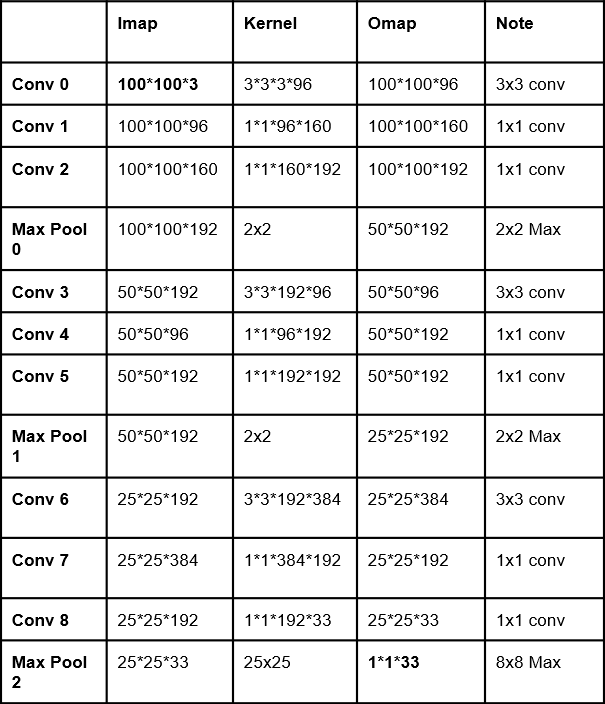 Imap Kernel Omap Note
Conv 0 100*100*3 3*3*3*96 100*100*96 3x3 conv
Conv 1 100*100*96 1*1*96*160 100*100*160 1x1 conv
Conv 2 100*100*160 1*1*160*192 100*100*192 1x1 conv
Max Pool 0 100*100*192 2x2 50*50*192 2x2 Max
Conv 3 50*50*192 3*3*192*96 50*50*96 3x3 conv
Conv 4 50*50*96 1*1*96*192 50*50*192 1x1 conv
Conv 5 50*50*192 1*1*192*192 50*50*192 1x1 conv
Max Pool 1 50*50*192 2x2 25*25*192 2x2 Max
Conv 6 25*25*192 3*3*192*384 25*25*384 3x3 conv
Conv 7 25*25*384 1*1*384*192 25*25*192 1x1 conv
Conv 8 25*25*192 1*1*192*33 25*25*33 1x1 conv
Max Pool 2 25*25*33 25x25 1*1*33 8x8 Max